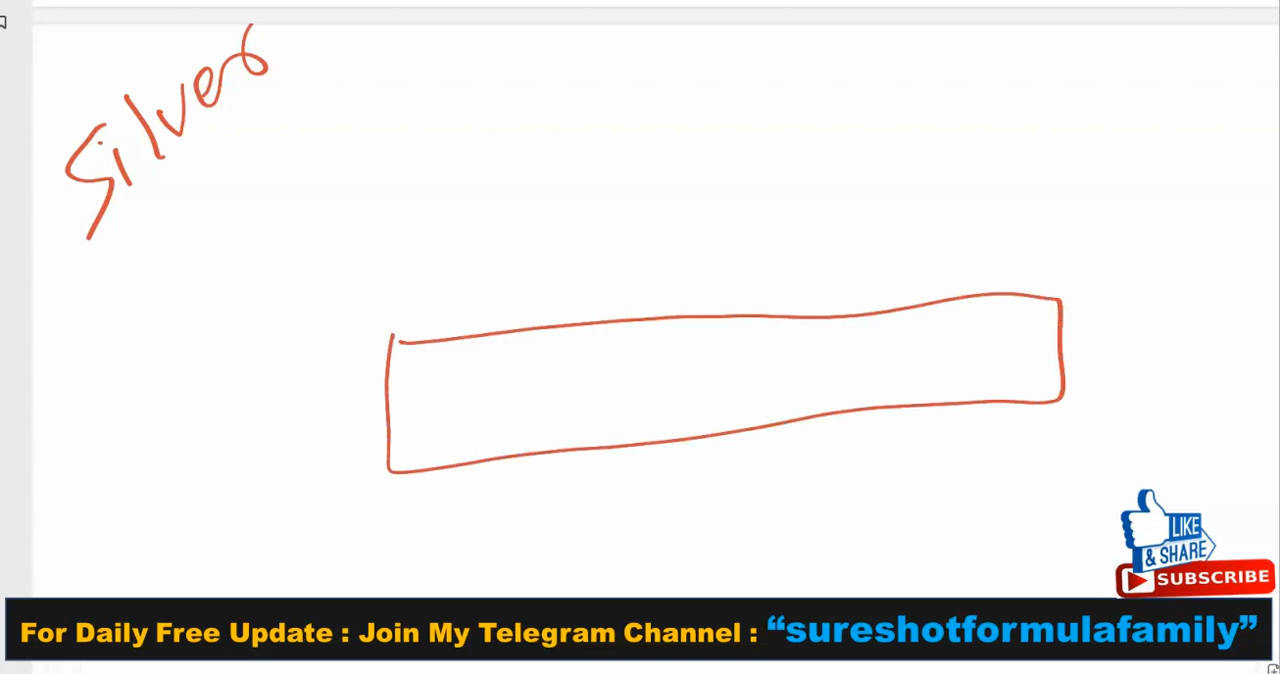 Silver
LIKE
& SHARE
SUBSCRIBE
For Daily Free Update : Join My Telegram Channel : “sureshotformulafamily”